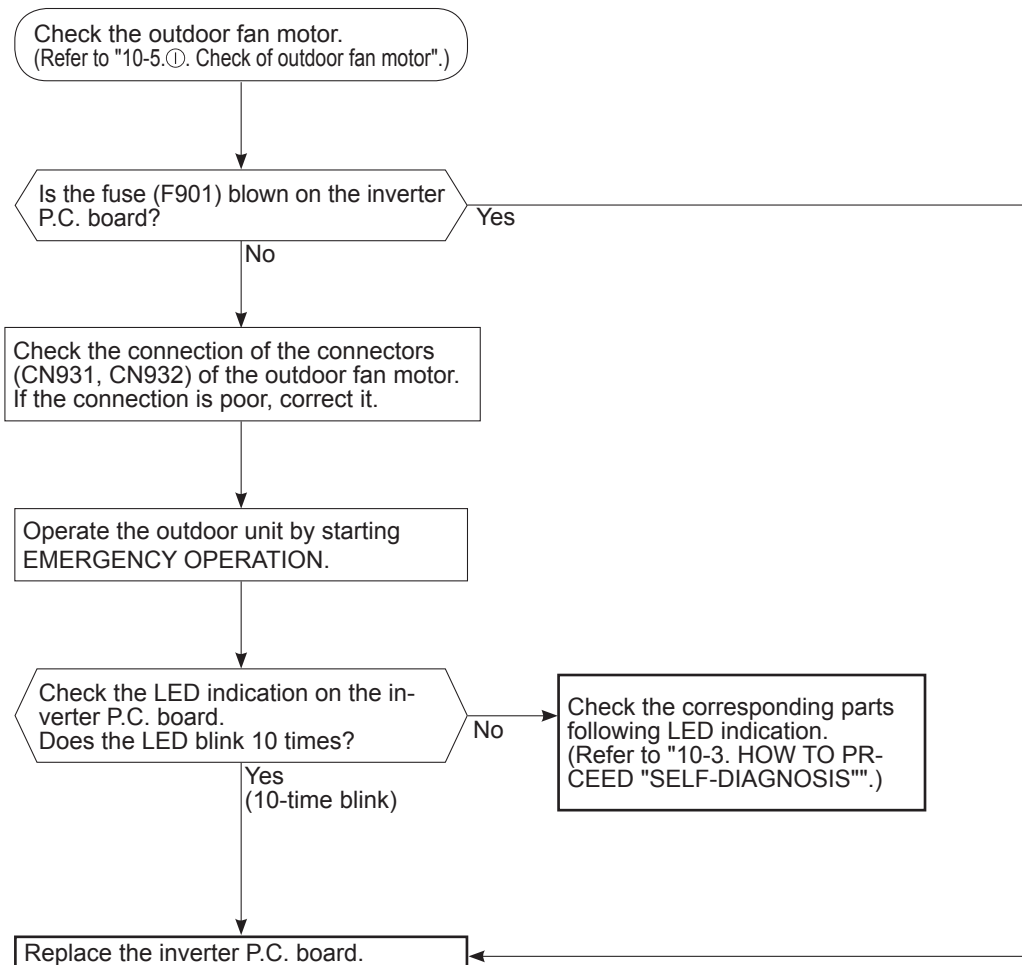 Check the outdoor fan motor.
(Refer to "10-5.Ⓘ. Check of outdoor fan motor".)
Is the fuse (F901) blown on the inverter
P.C. board?
Yes
No
Check the connection of the connectors
(CN931, CN932) of the outdoor fan motor.
If the connection is poor, correct it.
Operate the outdoor unit by starting
EMERGENCY OPERATION.
Check the LED indication on the in-
verter P.C. board.
Does the LED blink 10 times?
No
Check the corresponding parts
following LED indication.
(Refer to "10-3. HOW TO PR-
CEED "SELF-DIAGNOSIS"".)
Yes
(10-time blink)
Replace the inverter P.C. board.